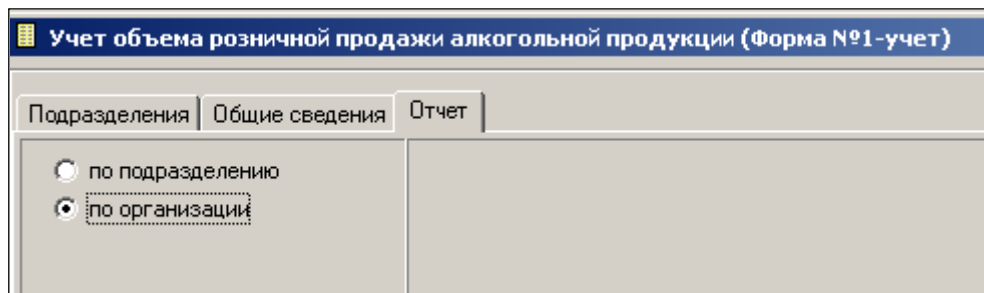 Учет объема розничной продажи алкогольной продукции (Форма №1-учет)
Подразделения Общие сведения Отчет
по подразделению
по организации